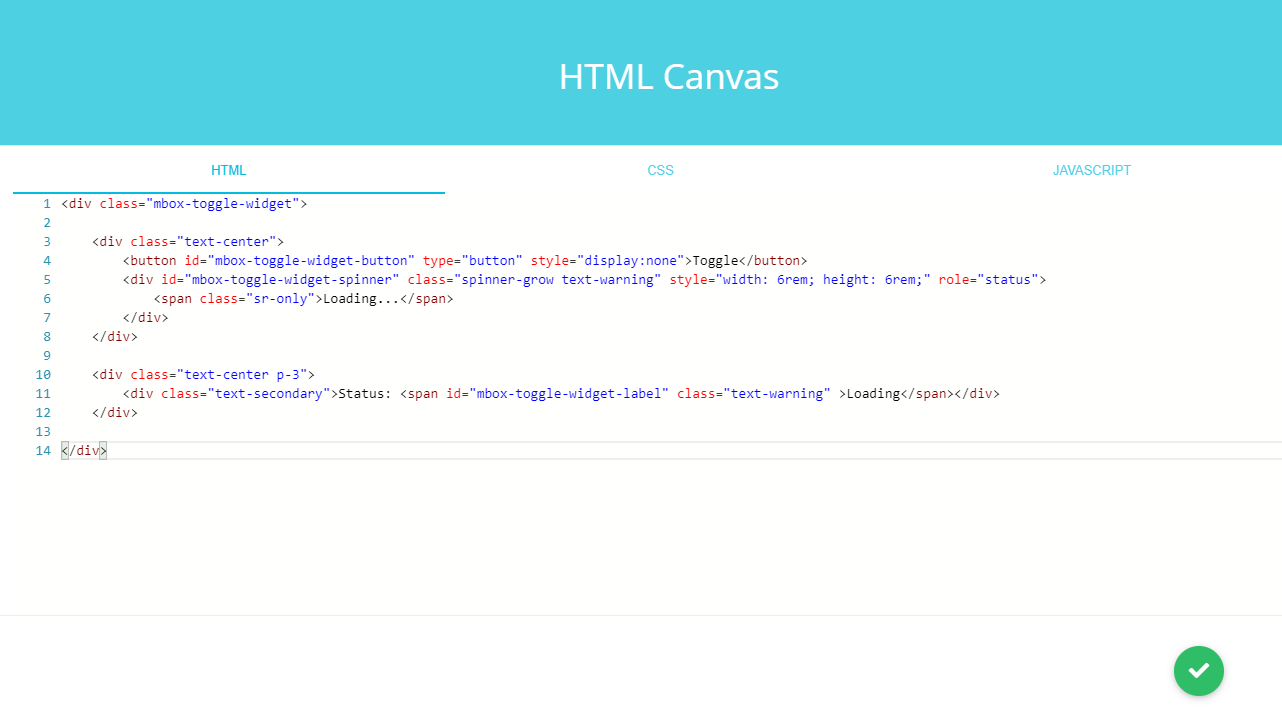 HTML Canvas
HTML CSS JAVASCRIPT
1 <div class="mbox-toggle-widget">
2
3     <div class="text-center">
4         <button id="mbox-toggle-widget-button" type="button" style="display:none">Toggle</button>
5         <div id="mbox-toggle-widget-spinner" class="spinner-grow text-warning" style="width: 6rem; height: 6rem;" role="status">
6             <span class="sr-only">Loading...</span>
7         </div>
8     </div>
9
10     <div class="text-center p-3">
11         <div class="text-secondary">Status: <span id="mbox-toggle-widget-label" class="text-warning" >Loading</span></div>
12     </div>
13
14 </div>